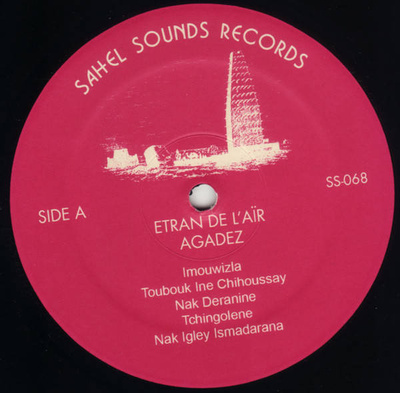 SAHEL SOUNDS RECORDS
SIDE A
SS-068
ETRAN DE L'AÏR
AGADEZ
Imouwizla
Toubouk Ine Chihoussay
Nak Deranine
Tchingolene
Nak Igley Ismadarana